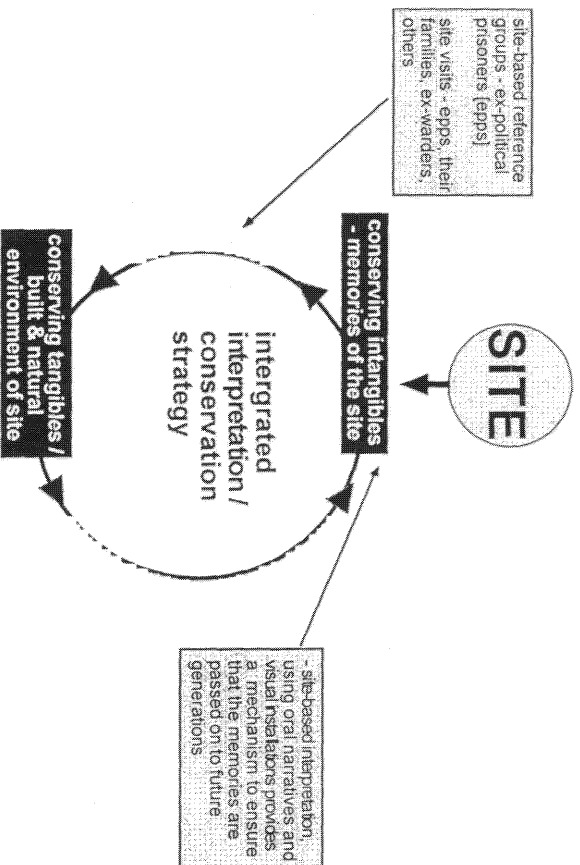 SITE
site-based reference
groups - ex-political
prisoners [epps]
site visits - epps, their
families, ex-warders,
others
conserving intangibles
- memories of the site
intergrated
interpretation /
conservation
strategy
conserving tangibles /
built & natural
environment of site
- site-based interpretation,
using oral narratives and
visual installations provides
a mechanism to ensure
that the memories are
passed on to future
generations